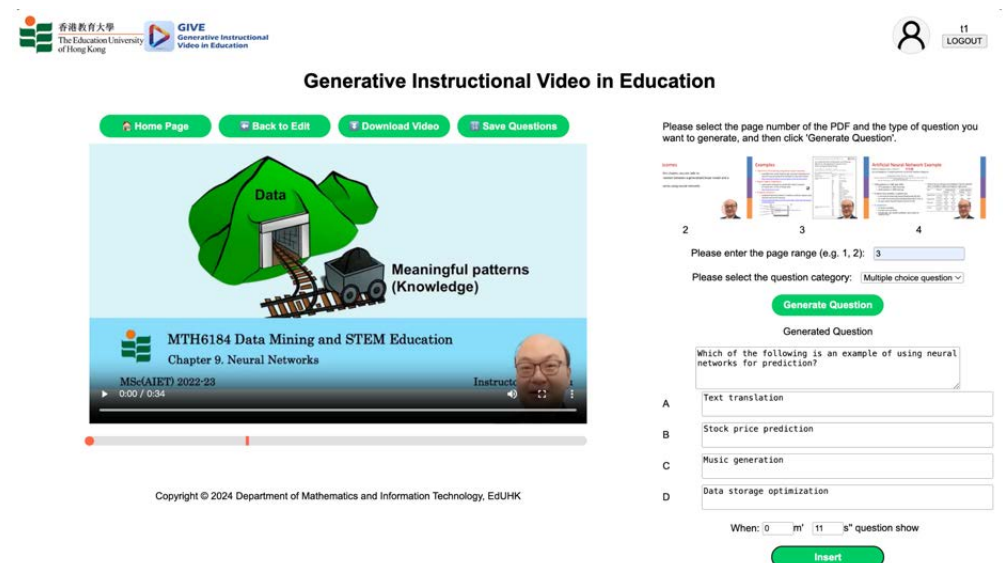 香港教育大學
The Education University
of Hong Kong
GIVE
Generative Instructional
Video in Education
t1
LOGOUT
Generative Instructional Video in Education
Home Page
Back to Edit
Download Video
Save Questions
Data
Meaningful patterns
(Knowledge)
MTH6184 Data Mining and STEM Education
Chapter 9. Neural Networks
MSc(AIET) 2022-23
0:00 / 0:34
Copyright © 2024 Department of Mathematics and Information Technology, EdUHK
Please select the page number of the PDF and the type of question you
want to generate, and then click 'Generate Question'.
Examples
Artificial Neural Network Example
2
3
4
Please enter the page range (e.g. 1, 2): 3
Please select the question category: Multiple choice question
Generate Question
Generated Question
Which of the following is an example of using neural
networks for prediction?
A Text translation
B Stock price prediction
C Music generation
D Data storage optimization
When: 0 m' 11 s" question show
Insert